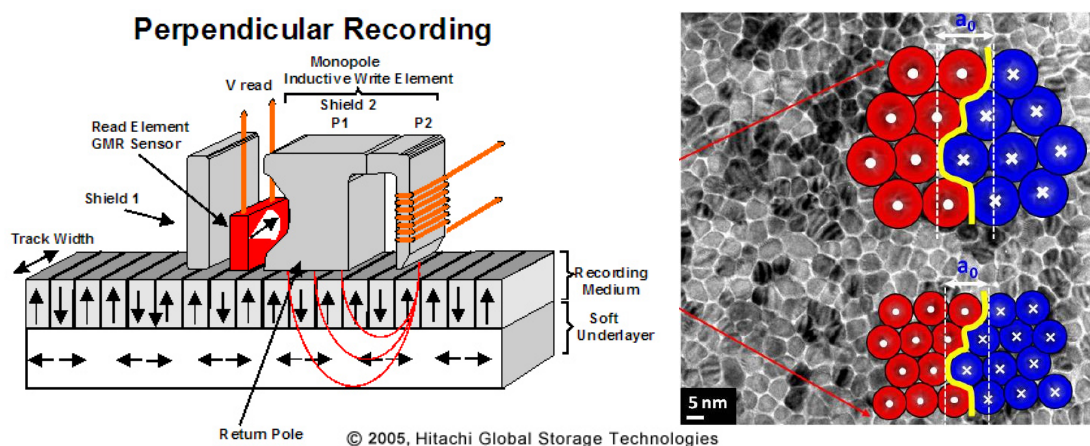 Perpendicular Recording
Monopole
Inductive Write Element
V read
Shield 2
P1
P2
Read Element
GMR Sensor
Shield 1
Track Width
Recording
Medium
Soft
Underlayer
Return Pole
© 2005, Hitachi Global Storage Technologies
a₀
a₀
5 nm